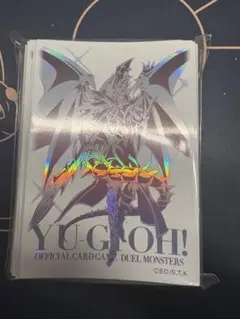 YU-GI-OH!
OFFICIAL CARD GAME DUEL MONSTERS
©SD/S.T.K